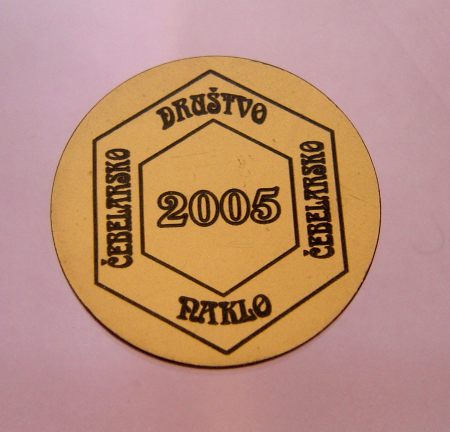 DRUŠTVO
ČEBELARSKO
2005
ČEBELARSKO
NAKLO